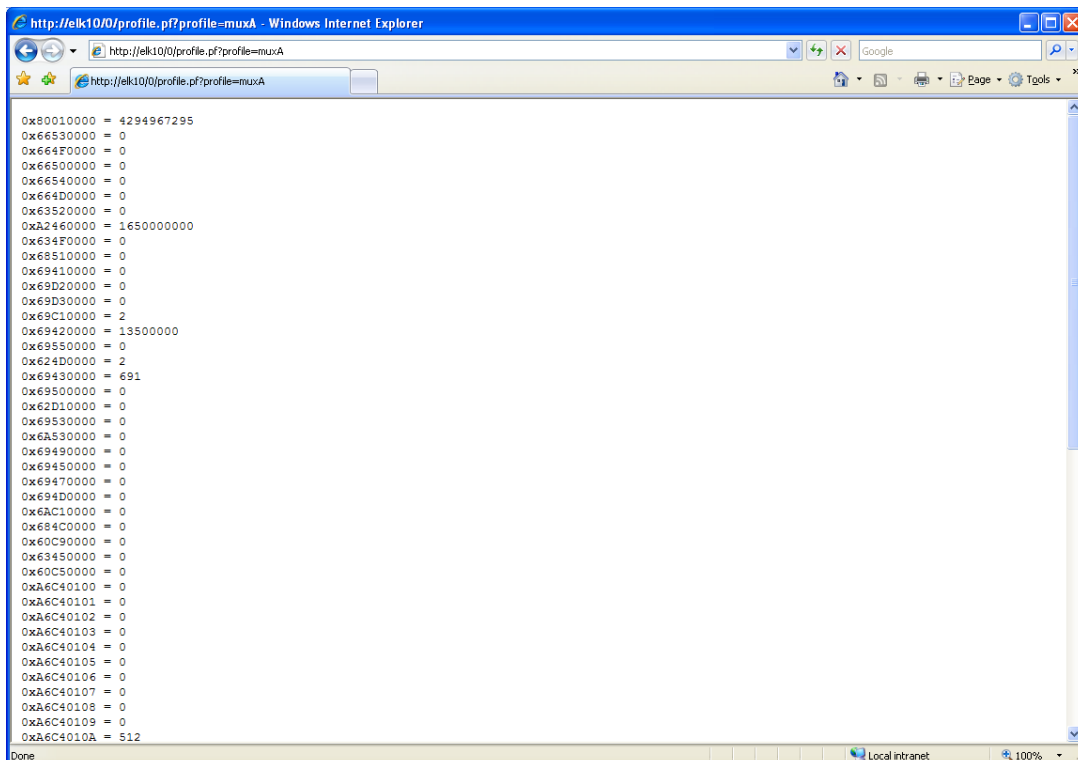 http://elk10/0/profile.pf?profile=muxA - Windows Internet Explorer
http://elk10/0/profile.pf?profile=muxA
Google
http://elk10/0/profile.pf?profile=muxA
Page
Tools
»
0x80010000 = 4294967295
0x66530000 = 0
0x664F0000 = 0
0x66500000 = 0
0x66540000 = 0
0x664D0000 = 0
0x63520000 = 0
0xA2460000 = 1650000000
0x634F0000 = 0
0x68510000 = 0
0x69410000 = 0
0x69D20000 = 0
0x69D30000 = 0
0x69C10000 = 2
0x69420000 = 13500000
0x69550000 = 0
0x624D0000 = 2
0x69430000 = 691
0x69500000 = 0
0x62D10000 = 0
0x69530000 = 0
0x6A530000 = 0
0x69490000 = 0
0x69450000 = 0
0x69470000 = 0
0x694D0000 = 0
0x6AC10000 = 0
0x684C0000 = 0
0x60C90000 = 0
0x63450000 = 0
0x60C50000 = 0
0xA6C40100 = 0
0xA6C40101 = 0
0xA6C40102 = 0
0xA6C40103 = 0
0xA6C40104 = 0
0xA6C40105 = 0
0xA6C40106 = 0
0xA6C40107 = 0
0xA6C40108 = 0
0xA6C40109 = 0
0xA6C4010A = 512
Done
Local intranet
100%